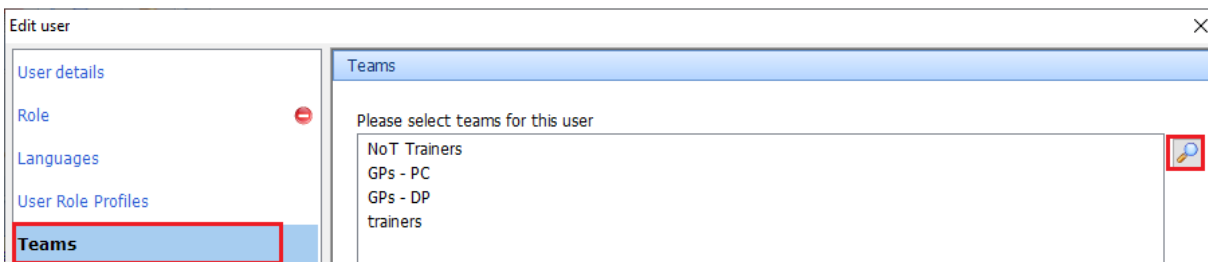 Edit user
User details
Role
Languages
User Role Profiles
Teams
Teams
Please select teams for this user
NoT Trainers
GPs - PC
GPs - DP
trainers